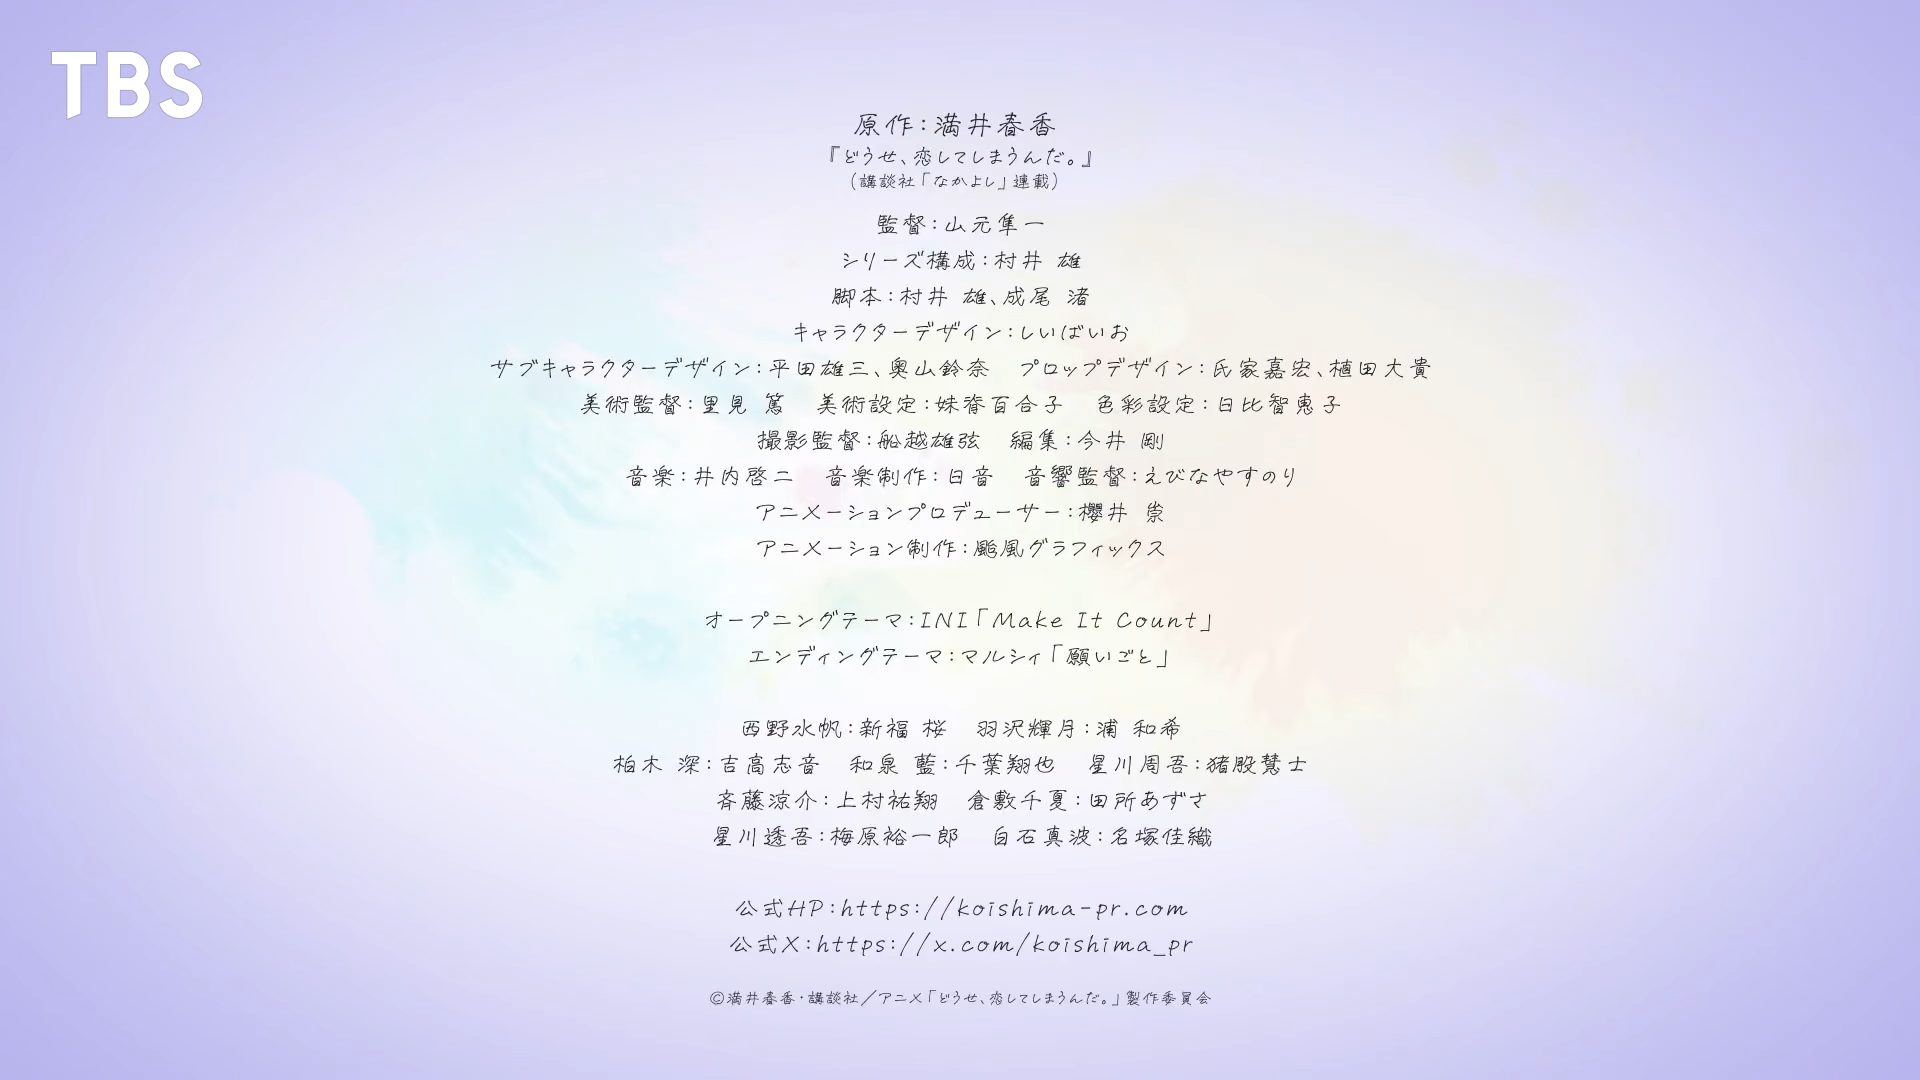 TBS
原作：満井春香
『どうせ、恋してしまうんだ。』
（講談社「なかよし」連載）
監督：山元隼一
シリーズ構成：村井 雄
脚本：村井 雄、成尾 渚
キャラクターデザイン：しいばいお
サブキャラクターデザイン：平田雄三、奥山鈴奈　プロップデザイン：氏家嘉宏、植田大貴
美術監督：里見 篤　美術設定：妹脊百合子　色彩設定：日比智恵子
撮影監督：船越雄弦　編集：今井 剛
音楽：井内啓二　音楽制作：日音　音響監督：えびなやすのり
アニメーションプロデューサー：櫻井 崇
アニメーション制作：颱風グラフィックス
オープニングテーマ：INI「Make It Count」
エンディングテーマ：マルシィ「願いごと」
西野水帆：新福 桜　羽沢輝月：浦 和希
柏木 深：吉高志音　和泉 藍：千葉翔也　星川周吾：猪股慧士
斉藤涼介：上村祐翔　倉敷千夏：田所あずさ
星川透吾：梅原裕一郎　白石真波：名塚佳織
公式HP：https://koishima-pr.com
公式X：https://x.com/koishima_pr
©満井春香・講談社／アニメ「どうせ、恋してしまうんだ。」製作委員会